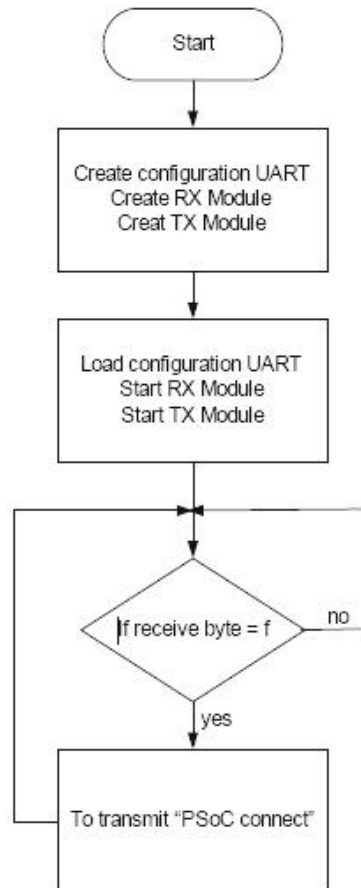 Start
Create configuration UART
Create RX Module
Creat TX Module
Load configuration UART
Start RX Module
Start TX Module
If receive byte = f
no
yes
To transmit “PSoC connect”